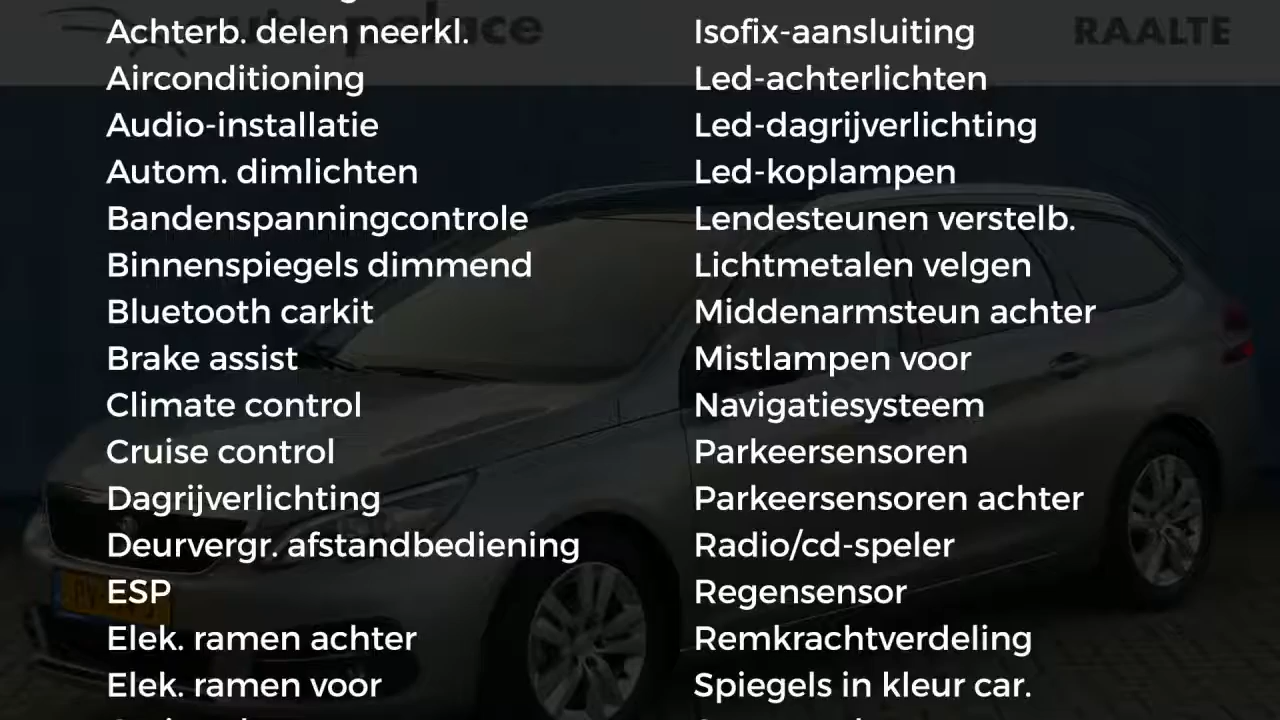 auto palace
RAALTE
Achterb. delen neerkl.
Airconditioning
Audio-installatie
Autom. dimlichten
Bandenspanningcontrole
Binnenspiegels dimmend
Bluetooth carkit
Brake assist
Climate control
Cruise control
Dagrijverlichting
Deurvergr. afstandbediening
ESP
Elek. ramen achter
Elek. ramen voor
Isofix-aansluiting
Led-achterlichten
Led-dagrijverlichting
Led-koplampen
Lendesteunen verstelb.
Lichtmetalen velgen
Middenarmsteun achter
Mistlampen voor
Navigatiesysteem
Parkeersensoren
Parkeersensoren achter
Radio/cd-speler
Regensensor
Remkrachtverdeling
Spiegels in kleur car.